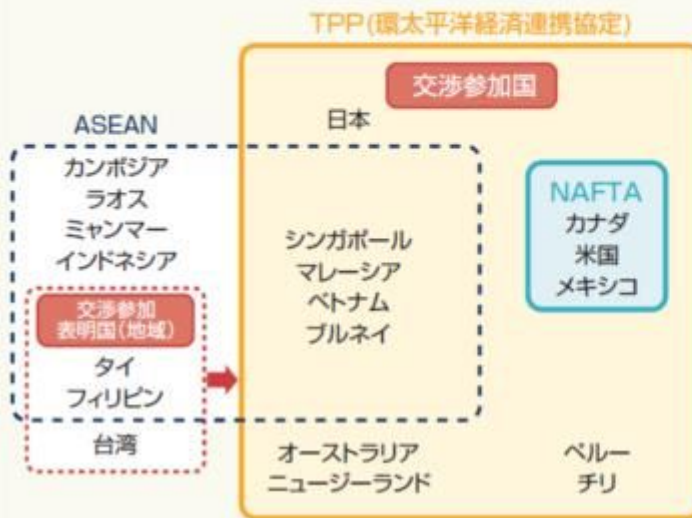 TPP(環太平洋経済連携協定)
交渉参加国
日本
ASEAN
カンボジア
ラオス
ミャンマー
インドネシア
交渉参加
表明国(地域)
タイ
フィリピン
台湾
シンガポール
マレーシア
ベトナム
ブルネイ
NAFTA
カナダ
米国
メキシコ
オーストラリア
ニュージーランド
ペルー
チリ